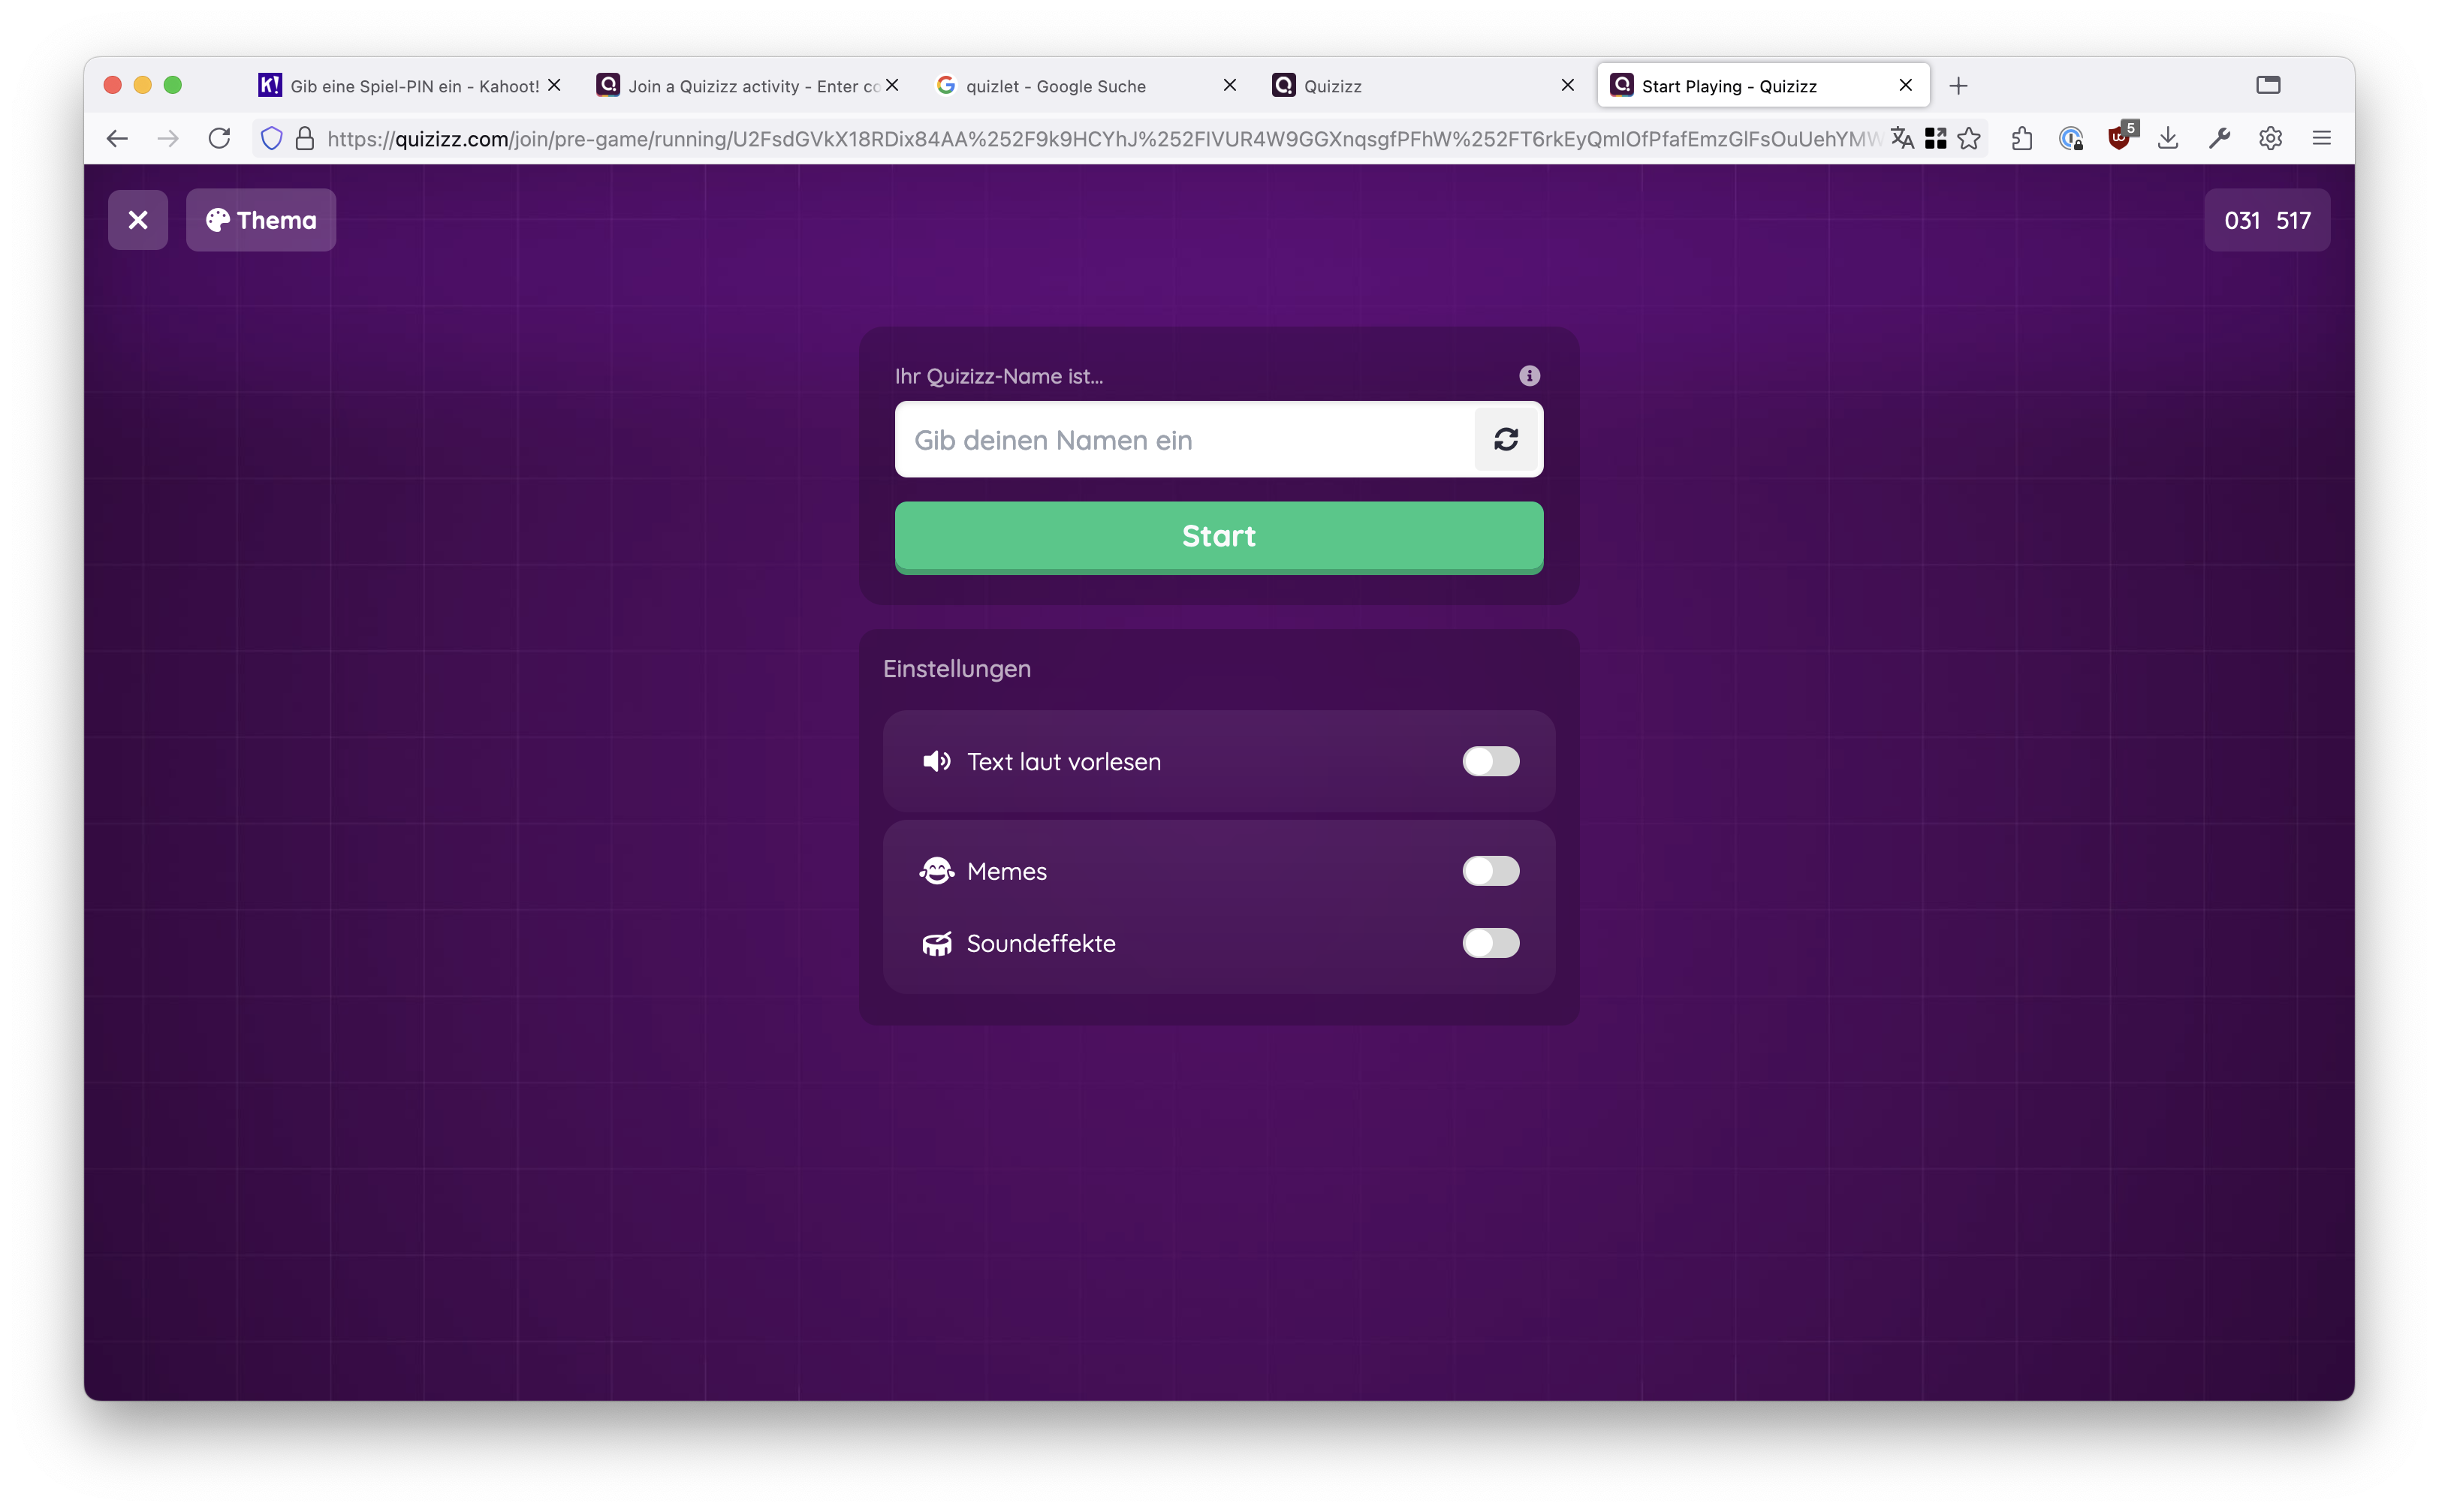 Gib eine Spiel-PIN ein - Kahoot!
Join a Quizizz activity - Enter co
quizlet - Google Suche
Quizizz
Start Playing - Quizizz
https://quizizz.com/join/pre-game/running/U2FsdGVkX18RDix84AA%252F9k9HCYhJ%252FlVUR4W9GGXnqsgfPFhW%252FT6rkEyQmlOfPfafEmzGlFsOuUehYMW
5
Thema
031 517
Ihr Quizizz-Name ist...
Gib deinen Namen ein
Start
Einstellungen
Text laut vorlesen
Memes
Soundeffekte